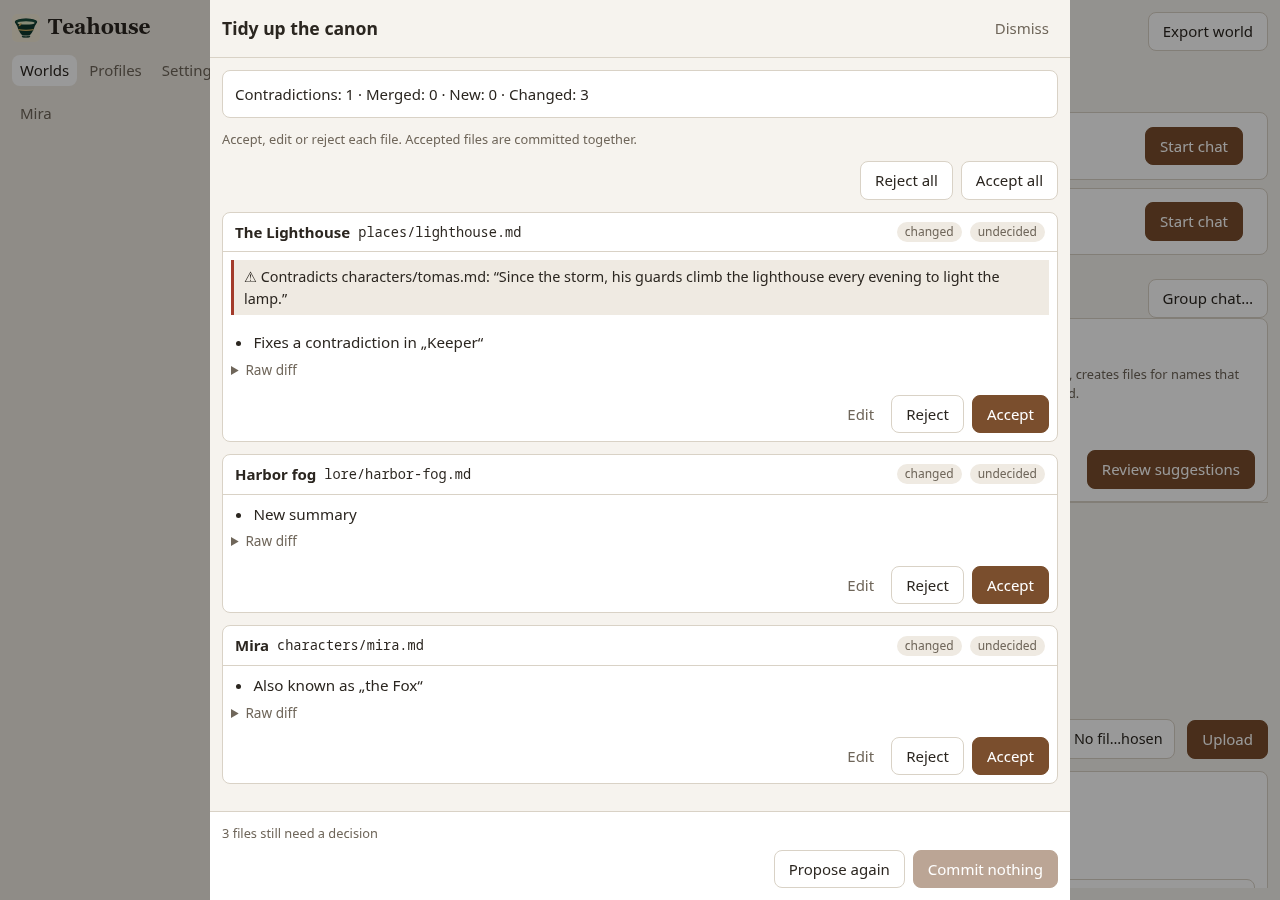 Teahouse
Worlds Profiles Setting
Mira
Tidy up the canon
Dismiss
Contradictions: 1 · Merged: 0 · New: 0 · Changed: 3
Accept, edit or reject each file. Accepted files are committed together.
Reject all Accept all
The Lighthouse places/lighthouse.md changed undecided
⚠ Contradicts characters/tomas.md: “Since the storm, his guards climb the lighthouse every evening to light the
lamp.”
• Fixes a contradiction in „Keeper“
▶ Raw diff
Edit Reject Accept
Harbor fog lore/harbor-fog.md changed undecided
• New summary
▶ Raw diff
Edit Reject Accept
Mira characters/mira.md changed undecided
• Also known as „the Fox“
▶ Raw diff
Edit Reject Accept
3 files still need a decision
Propose again Commit nothing
Export world
Start chat
Start chat
Group chat…
, creates files for names that
d.
Review suggestions
No fil…hosen Upload